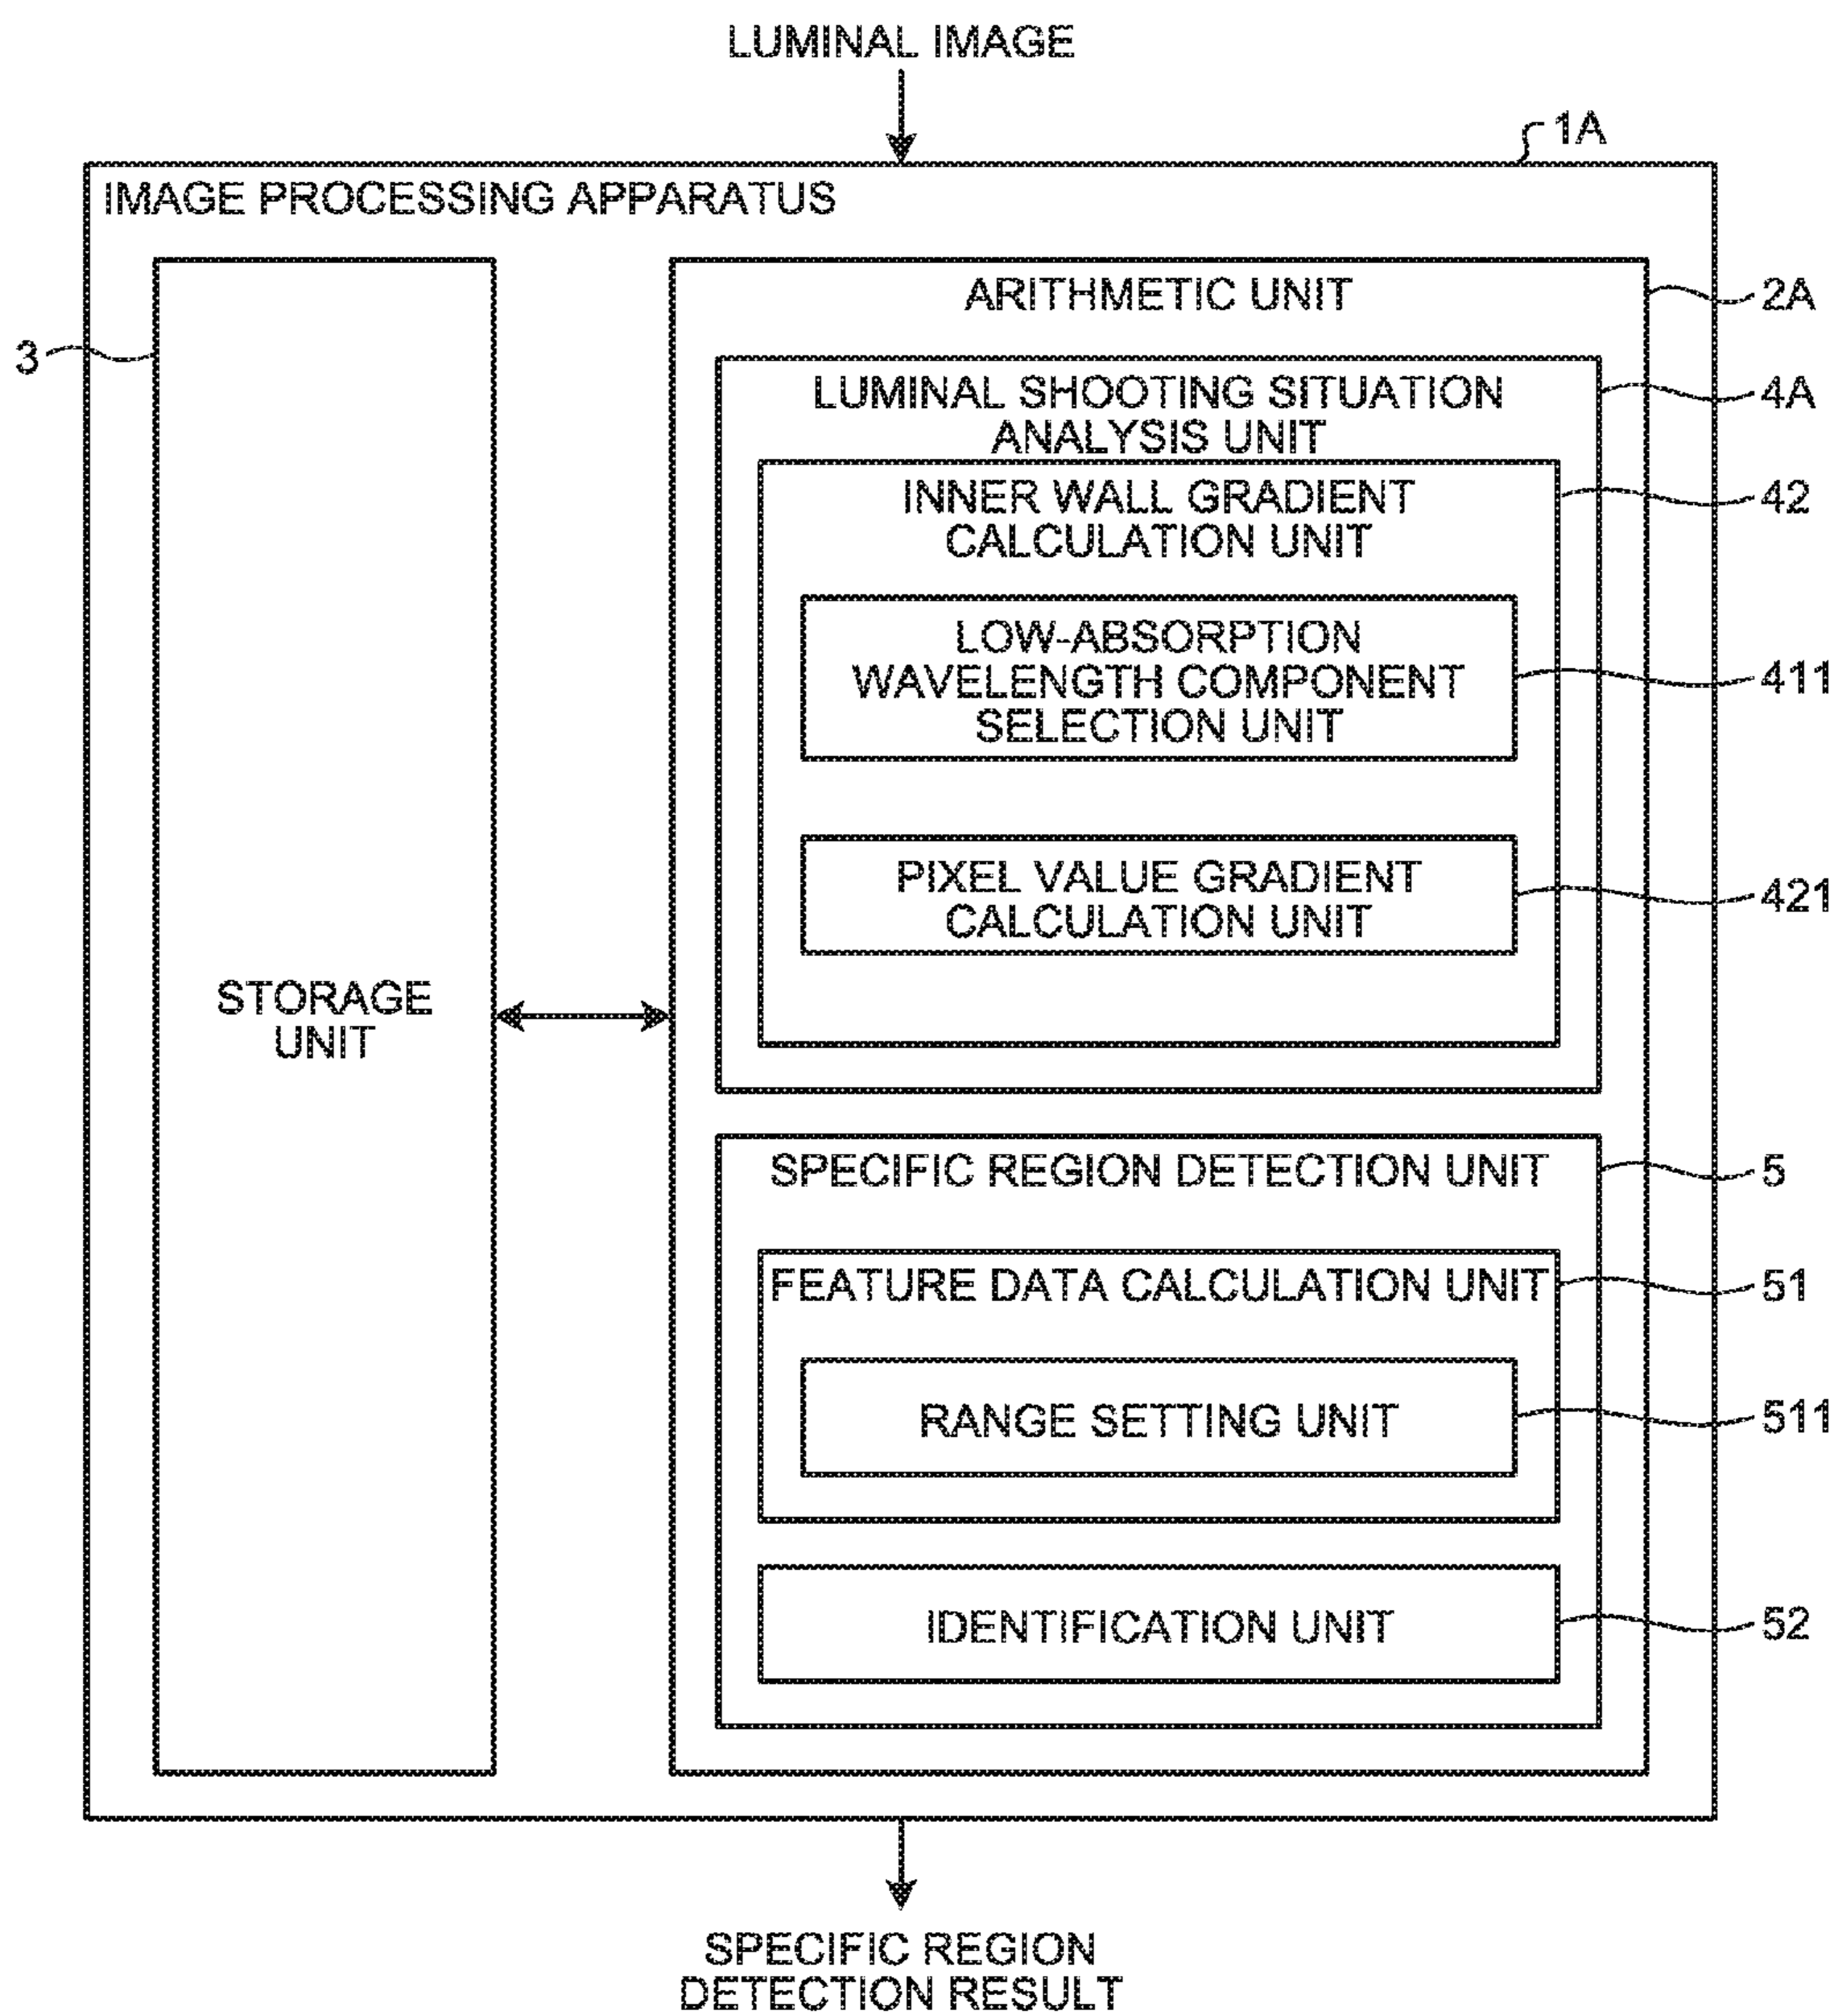 LUMINAL IMAGE
1A
IMAGE PROCESSING APPARATUS
ARITHMETIC UNIT
2A
3
LUMINAL SHOOTING SITUATION
ANALYSIS UNIT
4A
INNER WALL GRADIENT
CALCULATION UNIT
42
LOW-ABSORPTION
WAVELENGTH COMPONENT
SELECTION UNIT
411
PIXEL VALUE GRADIENT
CALCULATION UNIT
421
STORAGE
UNIT
SPECIFIC REGION DETECTION UNIT
5
FEATURE DATA CALCULATION UNIT
51
RANGE SETTING UNIT
511
IDENTIFICATION UNIT
52
SPECIFIC REGION
DETECTION RESULT